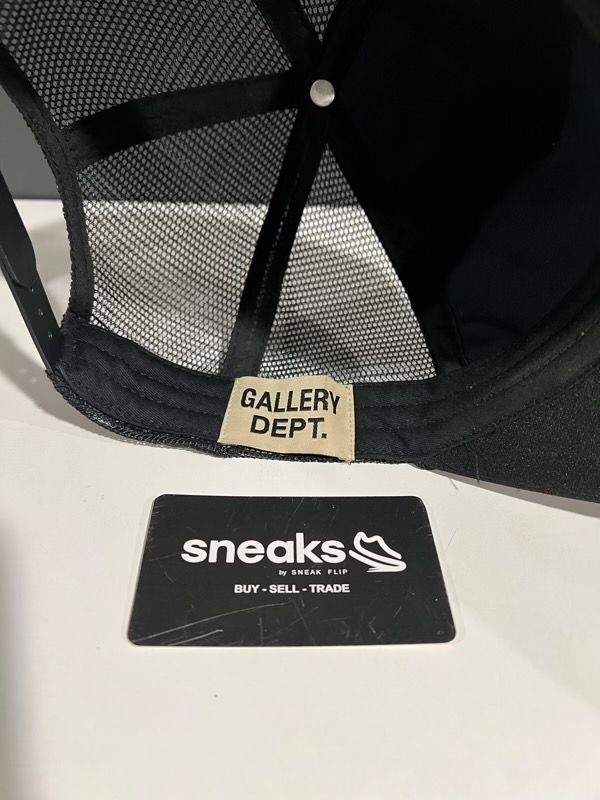 GALLERY
DEPT.
sneaks
by SNEAK FLIP
BUY - SELL - TRADE